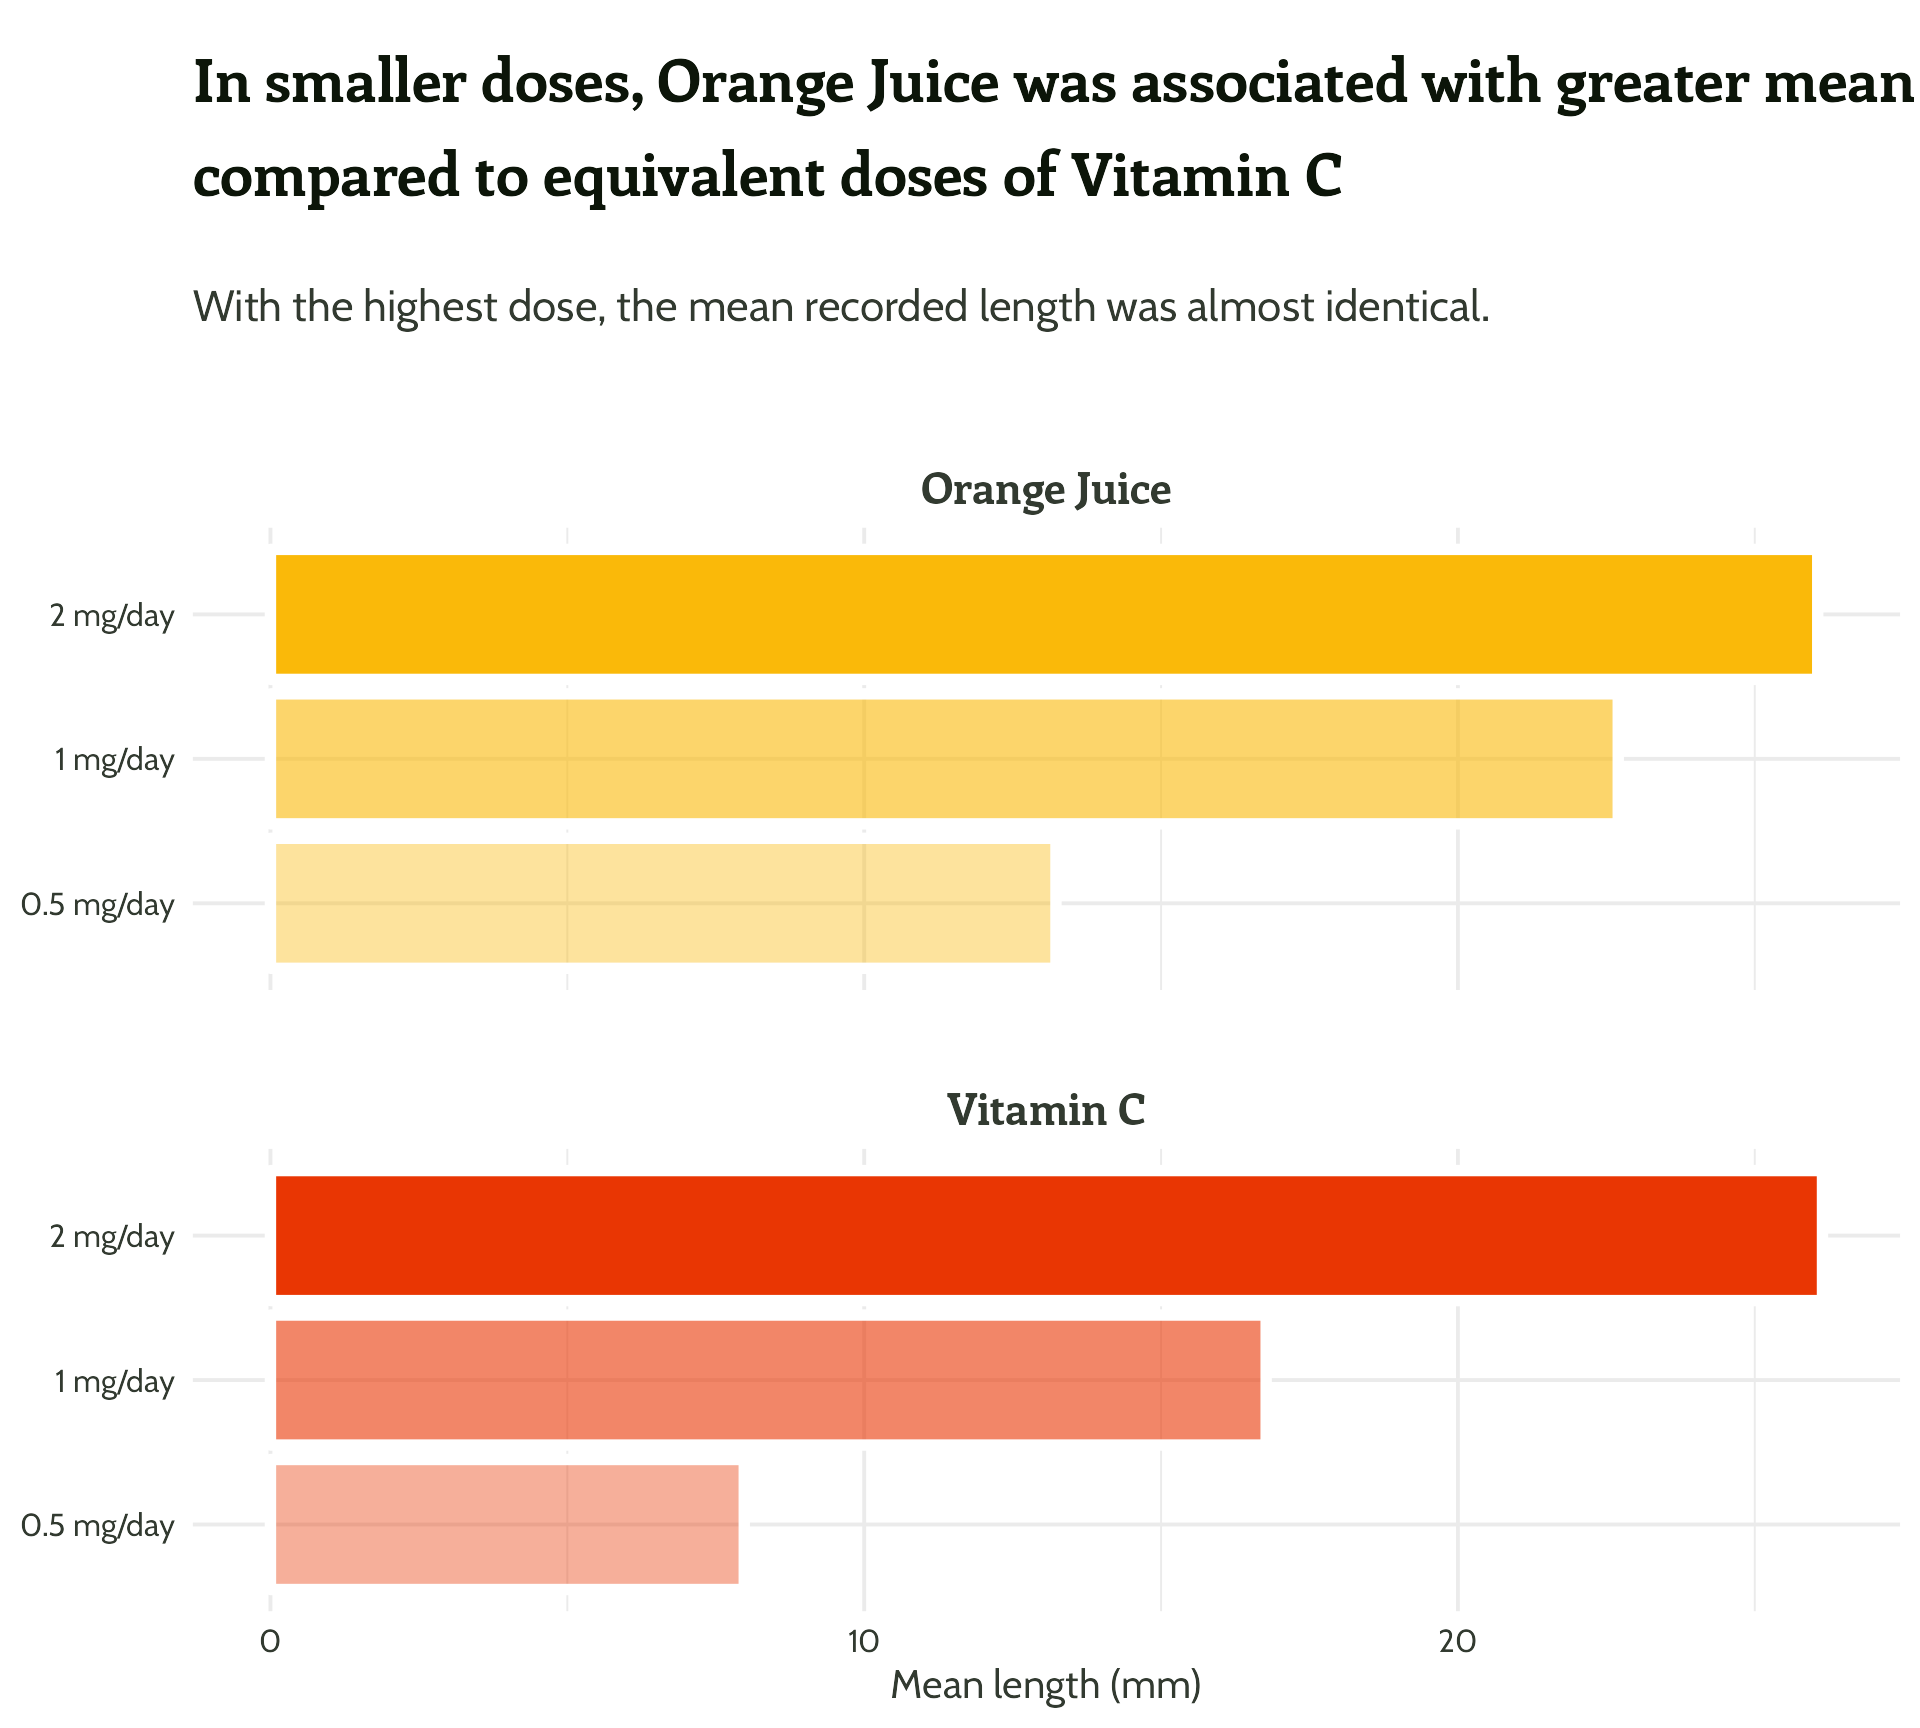 In smaller doses, Orange Juice was associated with greater mean
compared to equivalent doses of Vitamin C
With the highest dose, the mean recorded length was almost identical.
Orange Juice
2 mg/day
1 mg/day
0.5 mg/day
Vitamin C
2 mg/day
1 mg/day
0.5 mg/day
0 10 20
Mean length (mm)